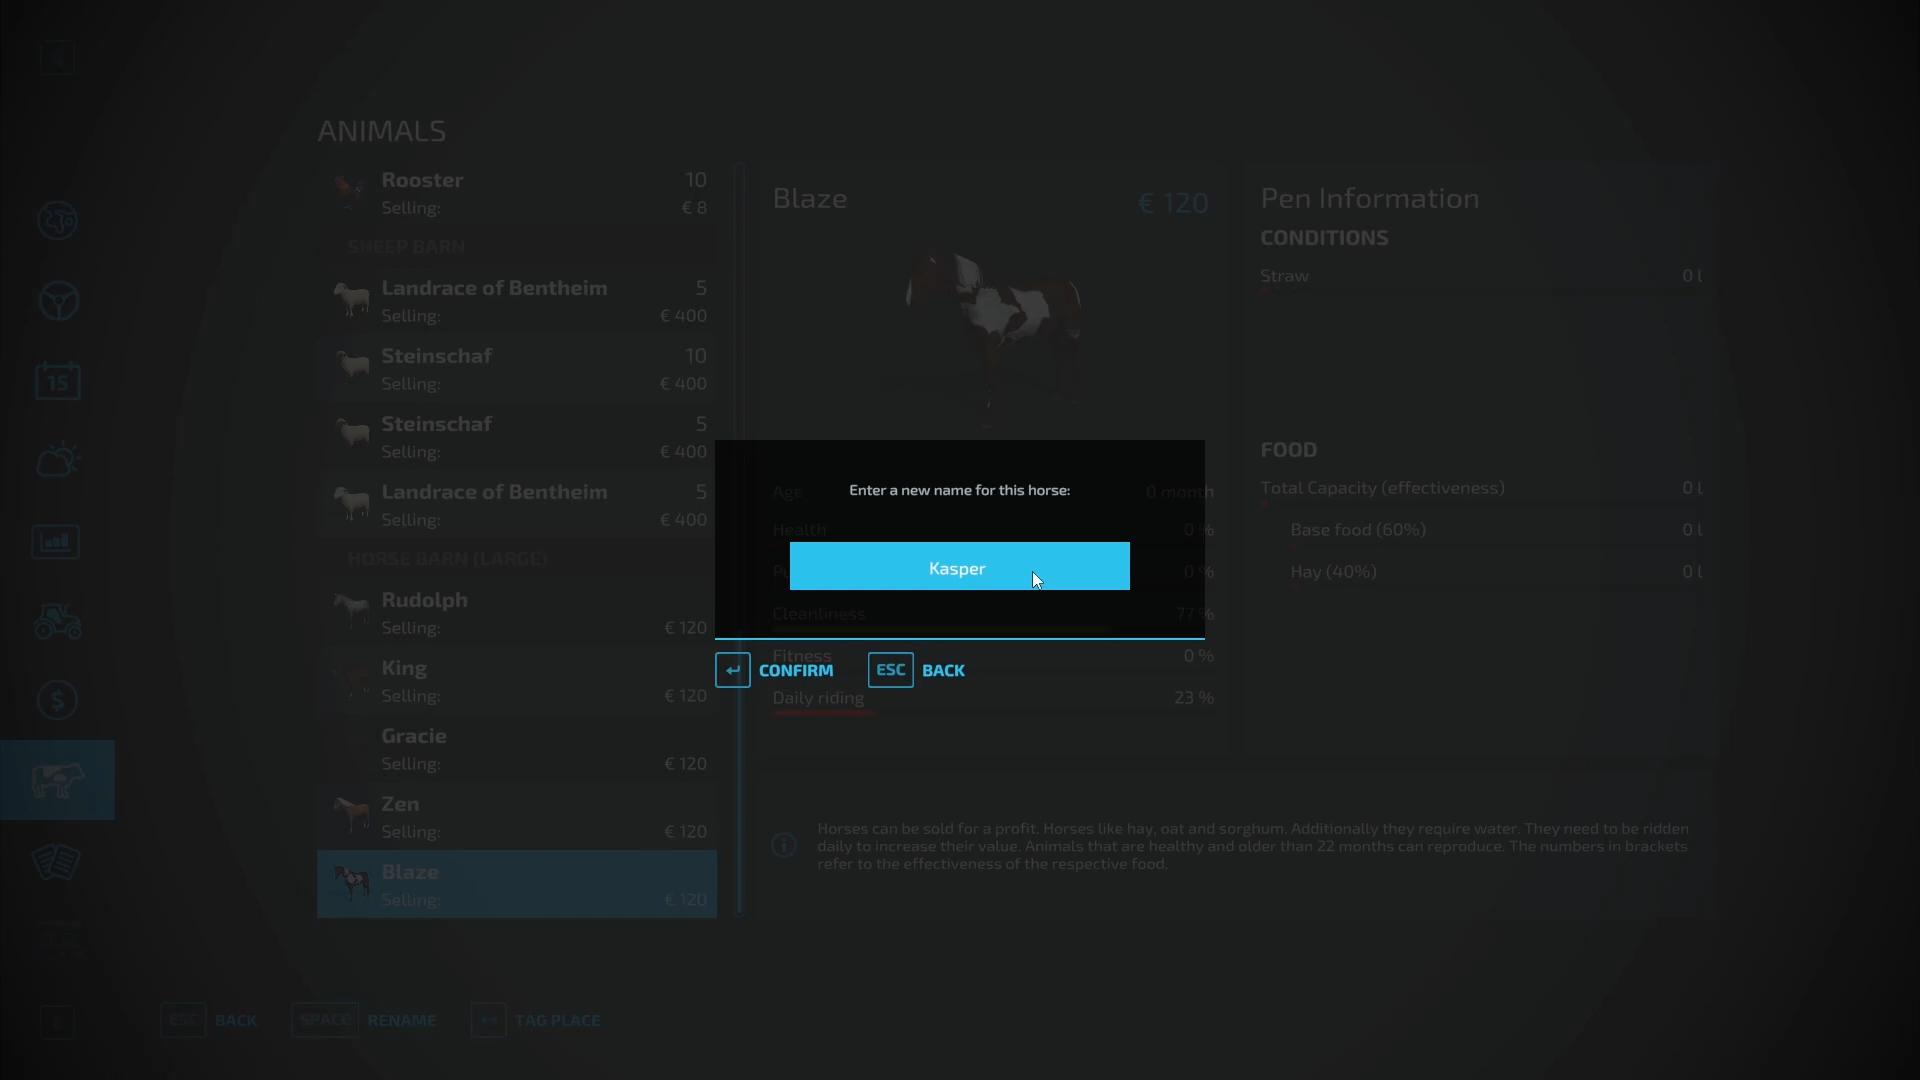 ANIMALS
Rooster 10
Selling: € 8
SHEEP BARN
Landrace of Bentheim 5
Selling: € 400
Steinschaf 10
Selling: € 400
Steinschaf 5
Selling: € 400
Landrace of Bentheim 5
Selling: € 400
HORSE BARN (LARGE)
Rudolph
Selling: € 120
King
Selling: € 120
Gracie
Selling: € 120
Zen
Selling: € 120
Blaze
Selling: € 120
15
$
Blaze € 120
Age 0 month
Enter a new name for this horse:
Health 0 %
Kasper
0 %
Cleanliness 77 %
Fitness 0 %
CONFIRM ESC BACK
Daily riding 23 %
Pen Information
CONDITIONS
Straw 0 l
FOOD
Total Capacity (effectiveness) 0 l
Base food (60%) 0 l
Hay (40%) 0 l
Horses can be sold for a profit. Horses like hay, oat and sorghum. Additionally they require water. They need to be ridden
daily to increase their value. Animals that are healthy and older than 22 months can reproduce. The numbers in brackets
refer to the effectiveness of the respective food.
ESC BACK SPACE RENAME TAG PLACE